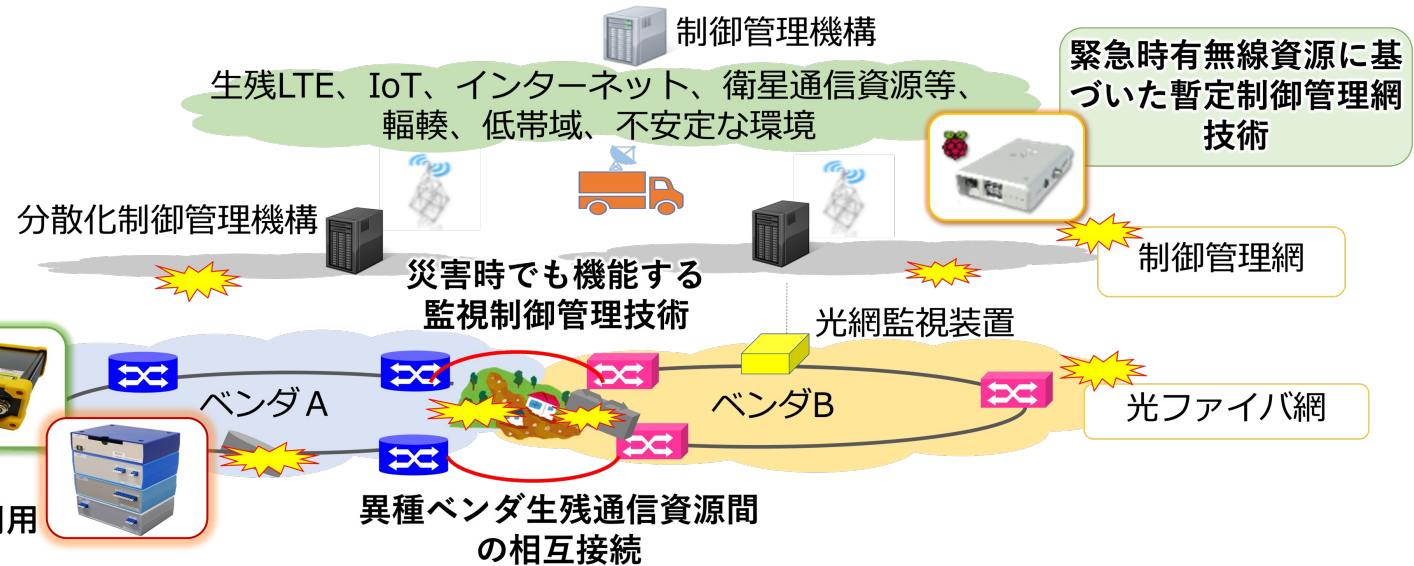 制御管理機構
緊急時有無線資源に基
づいた暫定制御管理網
技術
生残LTE、IoT、インターネット、衛星通信資源等、
輻輳、低帯域、不安定な環境
分散化制御管理機構
制御管理網
災害時でも機能する
監視制御管理技術
光網監視装置
ベンダA
ベンダB
光ファイバ網
用
異種ベンダ生残通信資源間
の相互接続